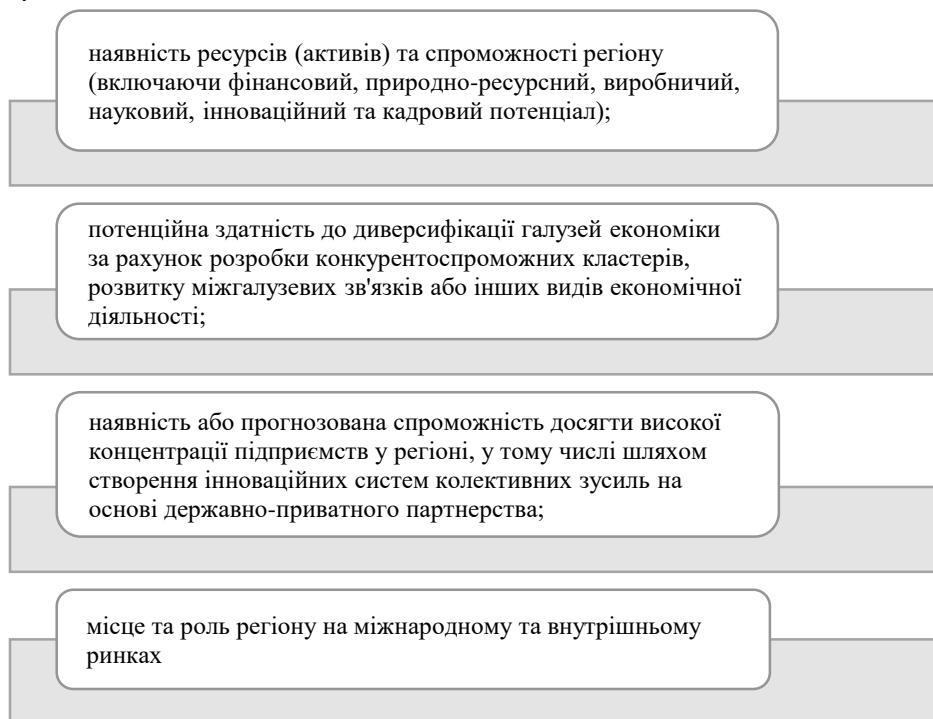 наявність ресурсів (активів) та спроможності регіону
(включаючи фінансовий, природно-ресурсний, виробничий,
науковий, інноваційний та кадровий потенціал);
потенційна здатність до диверсифікації галузей економіки
за рахунок розробки конкурентоспроможних кластерів,
розвитку міжгалузевих зв'язків або інших видів економічної
діяльності;
наявність або прогнозована спроможність досягти високої
концентрації підприємств у регіоні, у тому числі шляхом
створення інноваційних систем колективних зусиль на
основі державно-приватного партнерства;
місце та роль регіону на міжнародному та внутрішньому
ринках